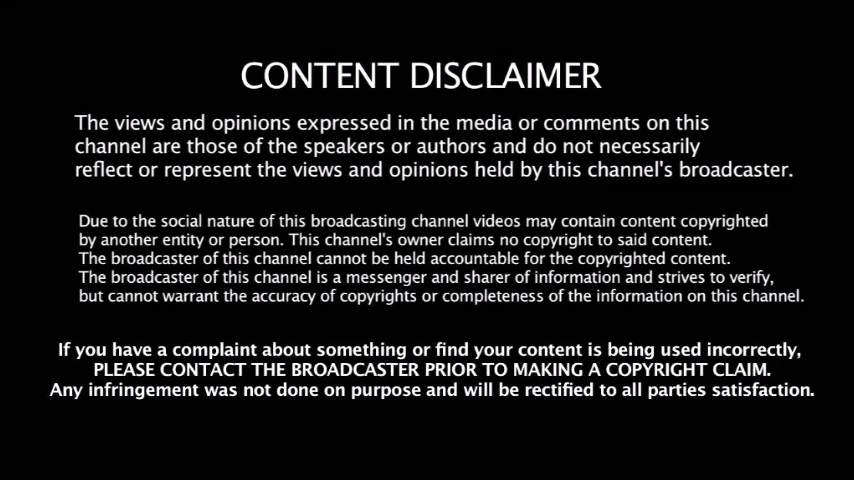 CONTENT DISCLAIMER
The views and opinions expressed in the media or comments on this
channel are those of the speakers or authors and do not necessarily
reflect or represent the views and opinions held by this channel's broadcaster.
Due to the social nature of this broadcasting channel videos may contain content copyrighted
by another entity or person. This channel's owner claims no copyright to said content.
The broadcaster of this channel cannot be held accountable for the copyrighted content.
The broadcaster of this channel is a messenger and sharer of information and strives to verify,
but cannot warrant the accuracy of copyrights or completeness of the information on this channel.
If you have a complaint about something or find your content is being used incorrectly,
PLEASE CONTACT THE BROADCASTER PRIOR TO MAKING A COPYRIGHT CLAIM.
Any infringement was not done on purpose and will be rectified to all parties satisfaction.